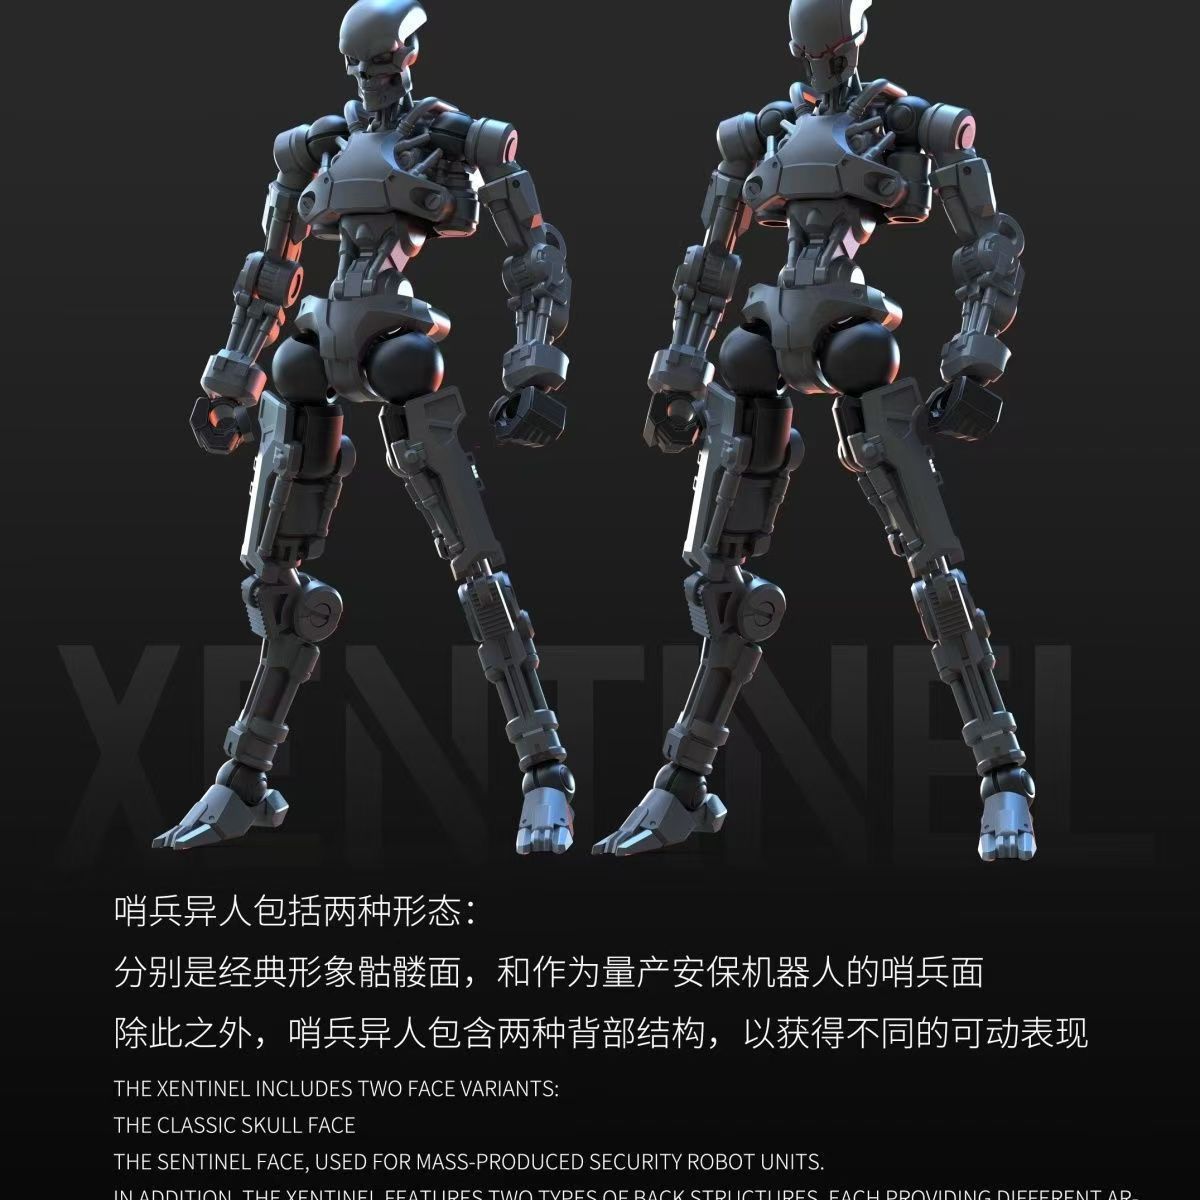 XENTINEL
哨兵异人包括两种形态：
分别是经典形象骷髅面，和作为量产安保机器人的哨兵面
除此之外，哨兵异人包含两种背部结构，以获得不同的可动表现
THE XENTINEL INCLUDES TWO FACE VARIANTS:
THE CLASSIC SKULL FACE
THE SENTINEL FACE, USED FOR MASS-PRODUCED SECURITY ROBOT UNITS.
IN ADDITION, THE XENTINEL FEATURES TWO TYPES OF BACK STRUCTURES, EACH PROVIDING DIFFERENT AR-